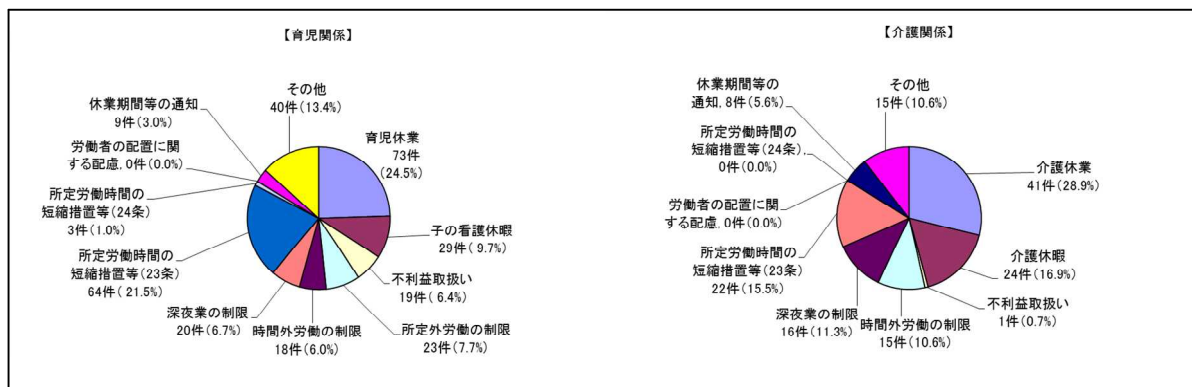 【育児関係】
その他
40件(13.4%)
育児休業
73件
(24.5%)
子の看護休暇
29件( 9.7%)
不利益取扱い
19件( 6.4%)
所定外労働の制限
23件(7.7%)
時間外労働の制限
18件(6.0%)
深夜業の制限
20件(6.7%)
所定労働時間の
短縮措置等(23条)
64件( 21.5%)
所定労働時間の
短縮措置等(24条)
3件(1.0%)
労働者の配置に関
する配慮, 0件(0.0%)
休業期間等の通知
9件(3.0%)
【介護関係】
その他
15件(10.6%)
介護休業
41件(28.9%)
介護休暇
24件(16.9%)
不利益取扱い
1件(0.7%)
時間外労働の制限
15件(10.6%)
深夜業の制限
16件(11.3%)
所定労働時間の
短縮措置等(23条)
22件(15.5%)
労働者の配置に関
する配慮, 0件(0.0%)
所定労働時間の
短縮措置等(24条)
0件(0.0%)
休業期間等の
通知, 8件(5.6%)